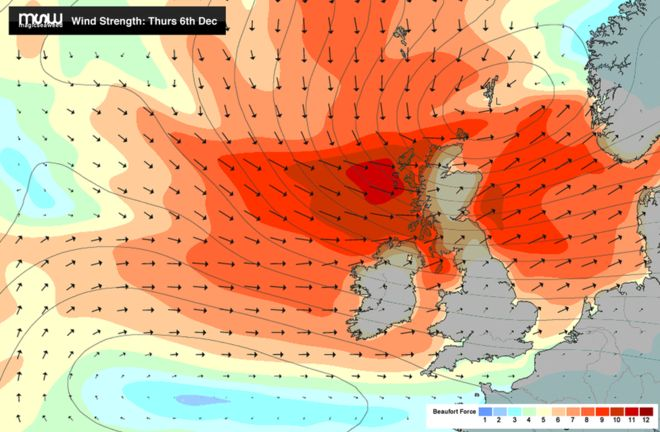 msw
magicseaweed
Wind Strength: Thurs 6th Dec
L
Beaufort Force
1 2 3 4 5 6 7 8 9 10 11 12